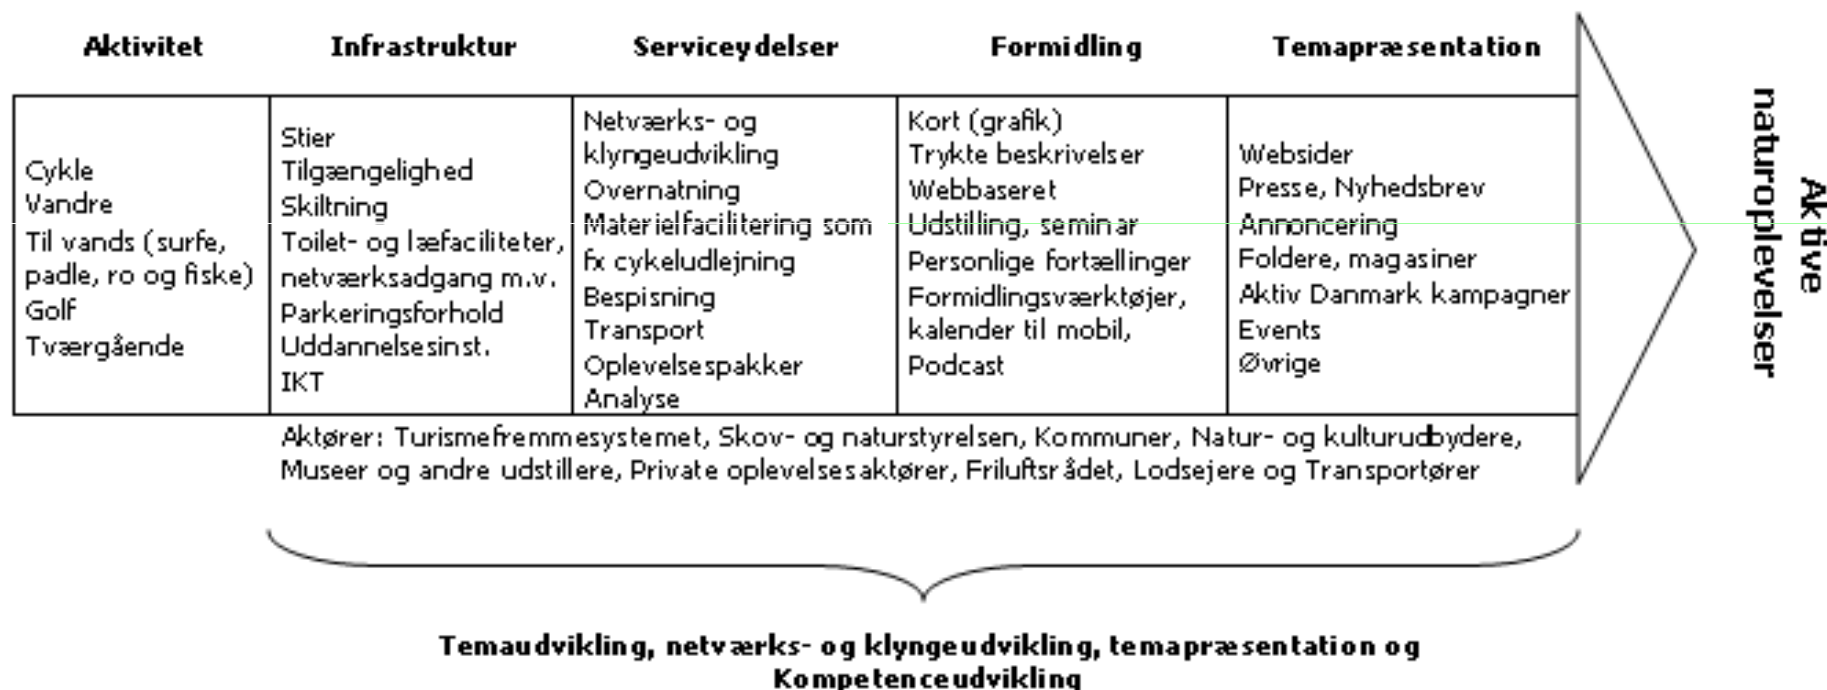 Aktivitet
Infrastruktur
Serviceydelser
Formidling
Temapræsentation
Cykle
Vandre
Til vands (surfe,
padle, ro og fiske)
Golf
Tværgående
Stier
Tilgængelighed
Skiltning
Toilet- og læfaciliteter,
netværksadgang m.v.
Parkeringsforhold
Uddannelsesinst.
IKT
Netværks- og
klyngeudvikling
Overnatning
Materielfacilitering som
fx cykeludlejning
Bespisning
Transport
Oplevelsespakker
Analyse
Kort (grafik)
Trykte beskrivelser
Webbaseret
Udstilling, seminar
Personlige fortællinger
Formidlingsværktøjer,
kalender til mobil,
Podcast
Websider
Presse, Nyhedsbrev
Annoncering
Foldere, magasiner
Aktiv Danmark kampagner
Events
Øvrige
Aktører: Turismefremmesystemet, Skov- og naturstyrelsen, Kommuner, Natur- og kulturudbydere,
Museer og andre udstillere, Private oplevelsesaktører, Friluftsrådet, Lodsejere og Transportører
Aktive
naturoplevelser
Temaudvikling, netværks- og klyngeudvikling, temapræsentation og
Kompetenceudvikling